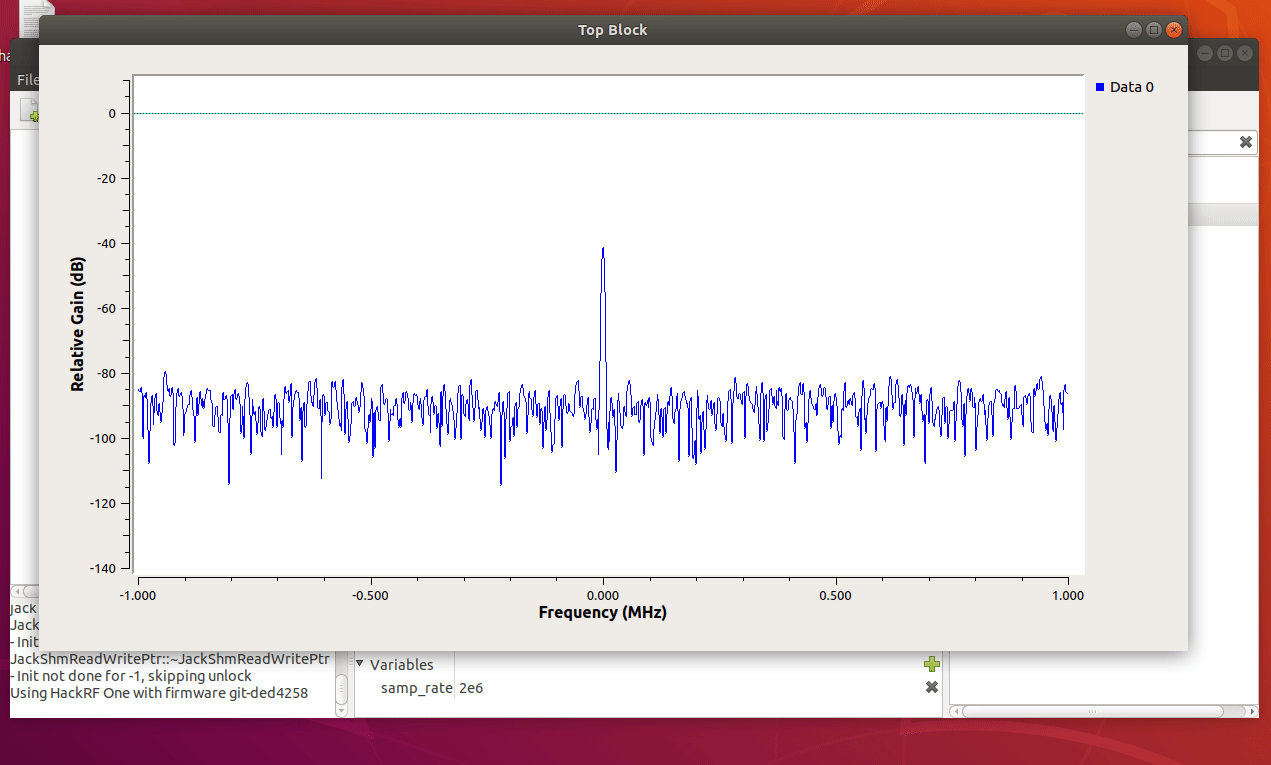 Top Block
File
Data 0
0
-20
-40
-60
-80
-100
-120
-140
Relative Gain (dB)
-1.000 -0.500 0.000 0.500 1.000
Frequency (MHz)
Jack
Jack
- Init
JackShmReadWritePtr::~JackShmReadWritePtr
- Init not done for -1, skipping unlock
Using HackRF One with firmware git-ded4258
Variables
samp_rate 2e6